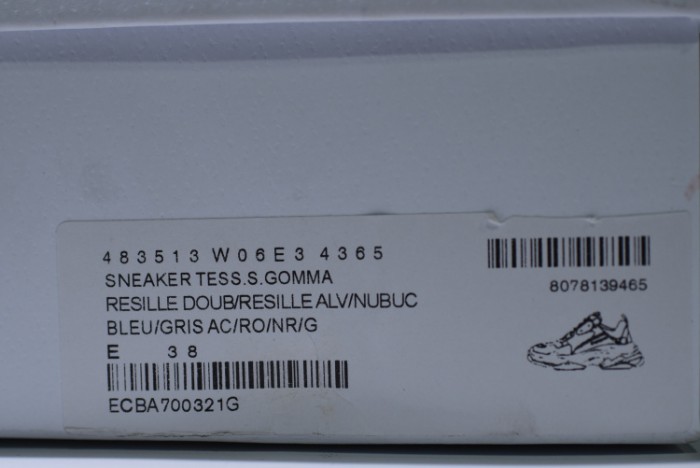 483513 W06E3 4365
SNEAKER TESS.S.GOMMA
RESILLE DOUB/RESILLE ALV/NUBUC
BLEU/GRIS AC/RO/NR/G
E 38
ECBA700321G
8078139465